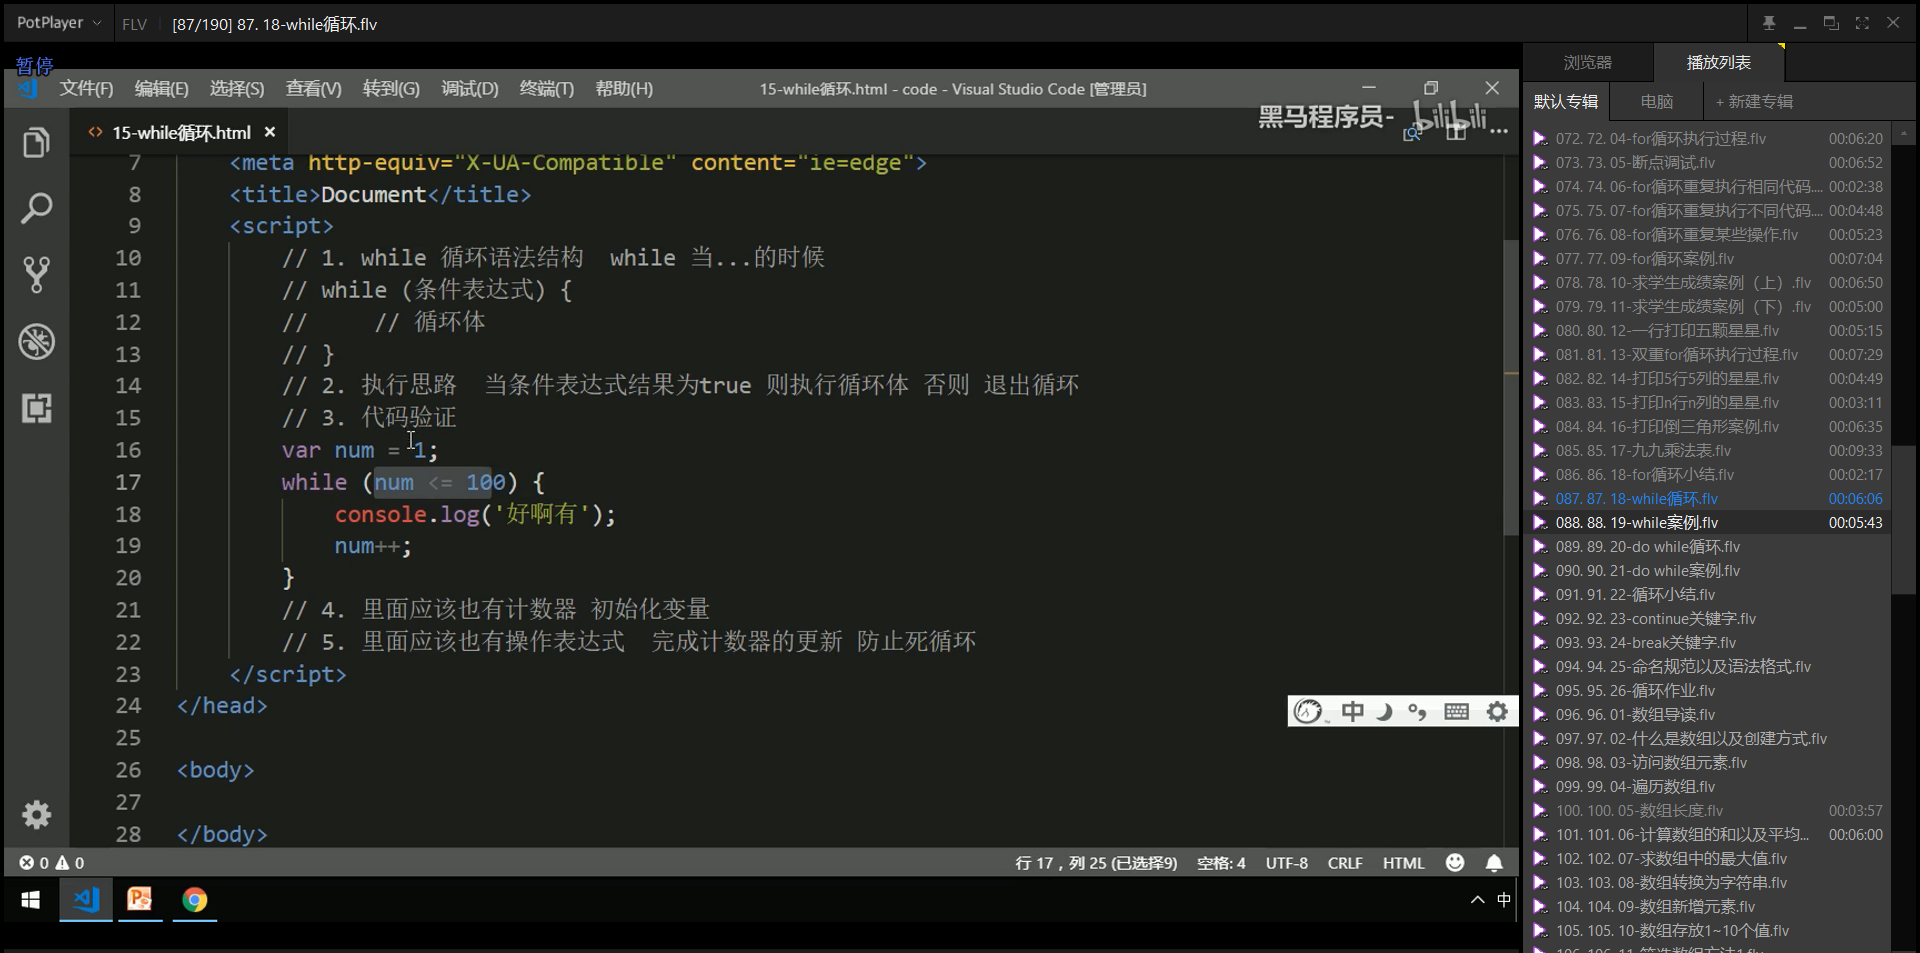 PotPlayer
FLV
[87/190] 87. 18-while循环.flv
暂停
文件(F) 编辑(E) 选择(S) 查看(V) 转到(G) 调试(D) 终端(T) 帮助(H)
15-while循环.html - code - Visual Studio Code [管理员]
黑马程序员- bilibili
15-while循环.html
7 <meta http-equiv="X-UA-Compatible" content="ie=edge">
8 <title>Document</title>
9 <script>
10 // 1. while 循环语法结构 while 当...的时候
11 // while (条件表达式) {
12 // // 循环体
13 // }
14 // 2. 执行思路 当条件表达式结果为true 则执行循环体 否则 退出循环
15 // 3. 代码验证
16 var num = 1;
17 while (num <= 100) {
18 console.log('好啊有');
19 num++;
20 }
21 // 4. 里面应该也有计数器 初始化变量
22 // 5. 里面应该也有操作表达式 完成计数器的更新 防止死循环
23 </script>
24 </head>
25
26 <body>
27
28 </body>
中
0 0
行 17，列 25 (已选择9) 空格: 4 UTF-8 CRLF HTML
中
浏览器 播放列表
默认专辑 电脑 + 新建专辑
072. 72. 04-for循环执行过程.flv 00:06:20
073. 73. 05-断点调试.flv 00:06:52
074. 74. 06-for循环重复执行相同代码.... 00:02:38
075. 75. 07-for循环重复执行不同代码.... 00:04:48
076. 76. 08-for循环重复某些操作.flv 00:05:23
077. 77. 09-for循环案例.flv 00:07:04
078. 78. 10-求学生成绩案例（上）.flv 00:06:50
079. 79. 11-求学生成绩案例（下）.flv 00:05:00
080. 80. 12-一行打印五颗星星.flv 00:05:15
081. 81. 13-双重for循环执行过程.flv 00:07:29
082. 82. 14-打印5行5列的星星.flv 00:04:49
083. 83. 15-打印n行n列的星星.flv 00:03:11
084. 84. 16-打印倒三角形案例.flv 00:06:35
085. 85. 17-九九乘法表.flv 00:09:33
086. 86. 18-for循环小结.flv 00:02:17
087. 87. 18-while循环.flv 00:06:06
088. 88. 19-while案例.flv 00:05:43
089. 89. 20-do while循环.flv
090. 90. 21-do while案例.flv
091. 91. 22-循环小结.flv
092. 92. 23-continue关键字.flv
093. 93. 24-break关键字.flv
094. 94. 25-命名规范以及语法格式.flv
095. 95. 26-循环作业.flv
096. 96. 01-数组导读.flv
097. 97. 02-什么是数组以及创建方式.flv
098. 98. 03-访问数组元素.flv
099. 99. 04-遍历数组.flv
100. 100. 05-数组长度.flv 00:03:57
101. 101. 06-计算数组的和以及平均... 00:06:00
102. 102. 07-求数组中的最大值.flv
103. 103. 08-数组转换为字符串.flv
104. 104. 09-数组新增元素.flv
105. 105. 10-数组存放1~10个值.flv